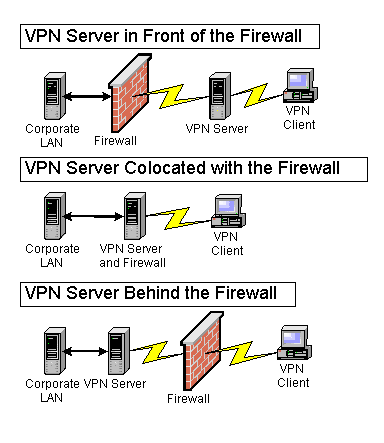 VPN Server in Front of the Firewall
Corporate
LAN
Firewall
VPN Server
VPN
Client
VPN Server Colocated with the Firewall
Corporate
LAN
VPN Server
and Firewall
VPN
Client
VPN Server Behind the Firewall
Corporate
LAN
VPN Server
Firewall
VPN
Client